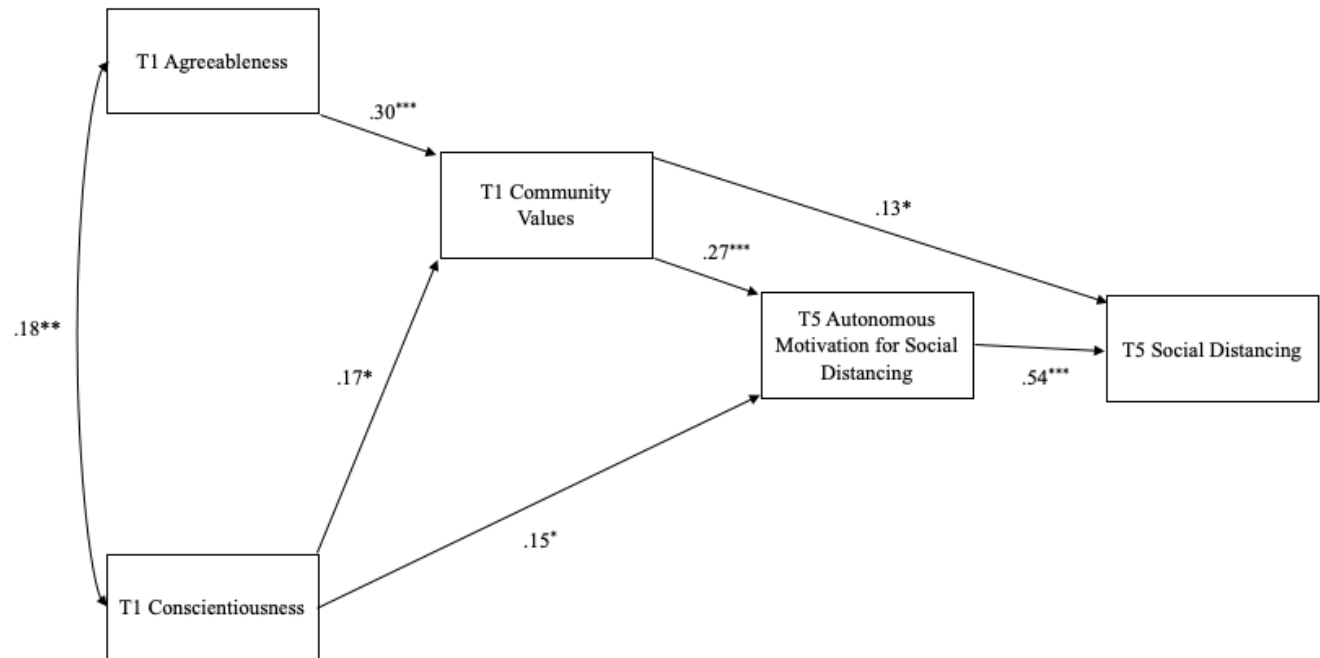 T1 Agreeableness
.30***
T1 Community
Values
.13*
.27***
T5 Autonomous
Motivation for Social
Distancing
T5 Social Distancing
.18**
.17*
.54***
.15*
T1 Conscientiousness